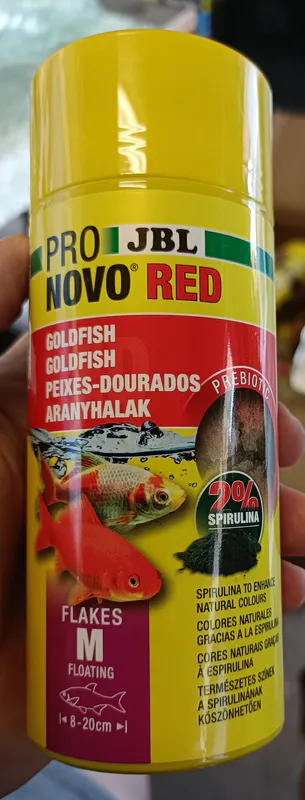 PRO JBL
NOVO® RED
GOLDFISH
GOLDFISH
PEIXES-DOURADOS
ARANYHALAK
PREBIOTIC
2%
SPIRULINA
SPIRULINA TO ENHANCE
NATURAL COLOURS
COLORES NATURALES
GRACIAS A LA ESPIRULINA
CORES NATURAIS GRAÇAS
À ESPIRULINA
TERMÉSZETES SZÍNEK
A SPIRULINÁNAK
KÖSZÖNHETŐEN
FLAKES
M
FLOATING
8-20cm